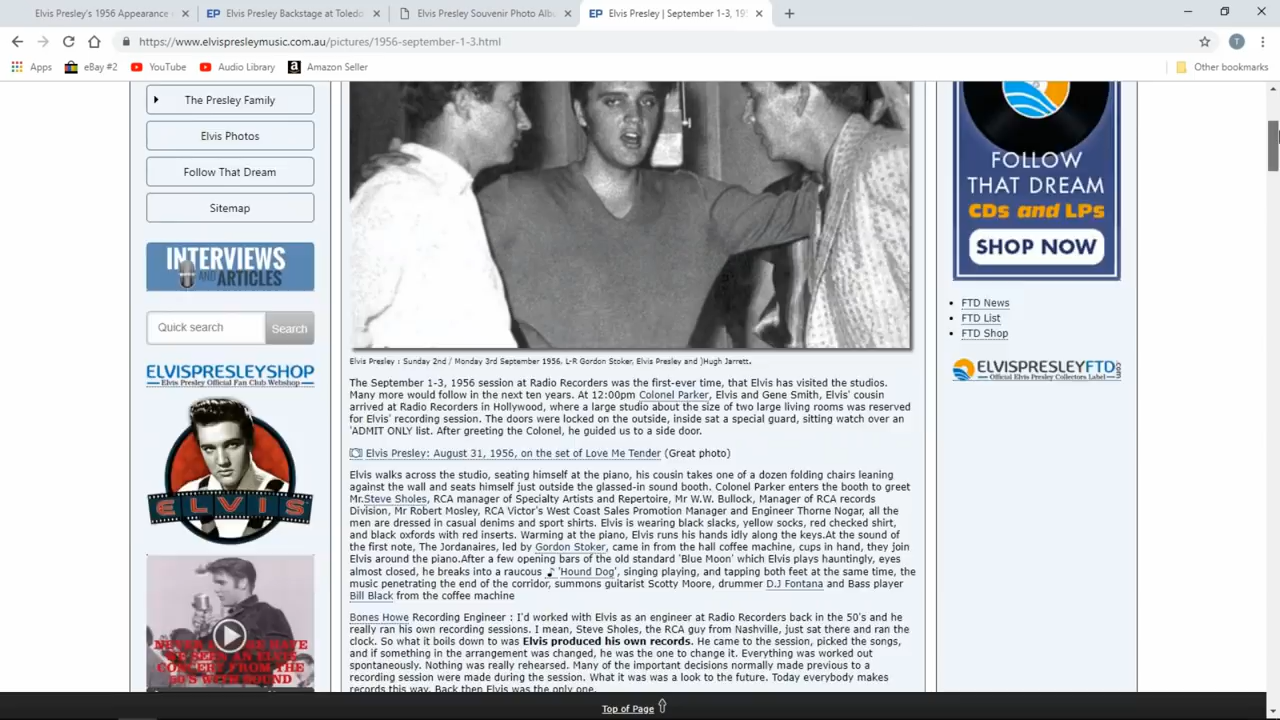 Elvis Presley's 1956 Appearance
Elvis Presley Backstage at Toledo
Elvis Presley Souvenir Photo Alb
Elvis Presley | September 1-3, 195
https://www.elvispresleymusic.com.au/pictures/1956-september-1-3.html
T
Apps
eBay #2
YouTube
Audio Library
Amazon Seller
Other bookmarks
The Presley Family
Elvis Photos
Follow That Dream
Sitemap
INTERVIEWS
AND ARTICLES
Quick search
Search
ELVISPRESLEYSHOP
Elvis Presley Official Fan Club Webshop
ELVIS
NEVER
HAVE
WE SEEN AN ELVIS
CONCERT FROM THE
50'S WITH SOUND
Elvis Presley : Sunday 2nd / Monday 3rd September 1956, L-R Gordon Stoker, Elvis Presley and )Hugh Jarrett.
The September 1-3, 1956 session at Radio Recorders was the first-ever time, that Elvis has visited the studios.
Many more would follow in the next ten years. At 12:00pm Colonel Parker, Elvis and Gene Smith, Elvis' cousin
arrived at Radio Recorders in Hollywood, where a large studio about the size of two large living rooms was reserved
for Elvis' recording session. The doors were locked on the outside, inside sat a special guard, sitting watch over an
'ADMIT ONLY list. After greeting the Colonel, he guided us to a side door.
Elvis Presley: August 31, 1956, on the set of Love Me Tender (Great photo)
Elvis walks across the studio, seating himself at the piano, his cousin takes one of a dozen folding chairs leaning
against the wall and seats himself just outside the glassed-in sound booth. Colonel Parker enters the booth to greet
Mr.Steve Sholes, RCA manager of Specialty Artists and Repertoire, Mr W.W. Bullock, Manager of RCA records
Division, Mr Robert Mosley, RCA Victor's West Coast Sales Promotion Manager and Engineer Thorne Nogar, all the
men are dressed in casual denims and sport shirts. Elvis is wearing black slacks, yellow socks, red checked shirt,
and black oxfords with red inserts. Warming at the piano, Elvis runs his hands idly along the keys.At the sound of
the first note, The Jordanaires, led by Gordon Stoker, came in from the hall coffee machine, cups in hand, they join
Elvis around the piano.After a few opening bars of the old standard 'Blue Moon' which Elvis plays hauntingly, eyes
almost closed, he breaks into a raucous 'Hound Dog', singing playing, and tapping both feet at the same time, the
music penetrating the end of the corridor, summons guitarist Scotty Moore, drummer D.J Fontana and Bass player
Bill Black from the coffee machine
Bones Howe Recording Engineer : I'd worked with Elvis as an engineer at Radio Recorders back in the 50's and he
really ran his own recording sessions. I mean, Steve Sholes, the RCA guy from Nashville, just sat there and ran the
clock. So what it boils down to was Elvis produced his own records. He came to the session, picked the songs,
and if something in the arrangement was changed, he was the one to change it. Everything was worked out
spontaneously. Nothing was really rehearsed. Many of the important decisions normally made previous to a
recording session were made during the session. What it was was a look to the future. Today everybody makes
records this way. Back then Elvis was the only one.
FOLLOW
THAT DREAM
CDs and LPs
SHOP NOW
FTD News
FTD List
FTD Shop
ELVISPRESLEYFTD.com
Official Elvis Presley Collectors Label
Top of Page